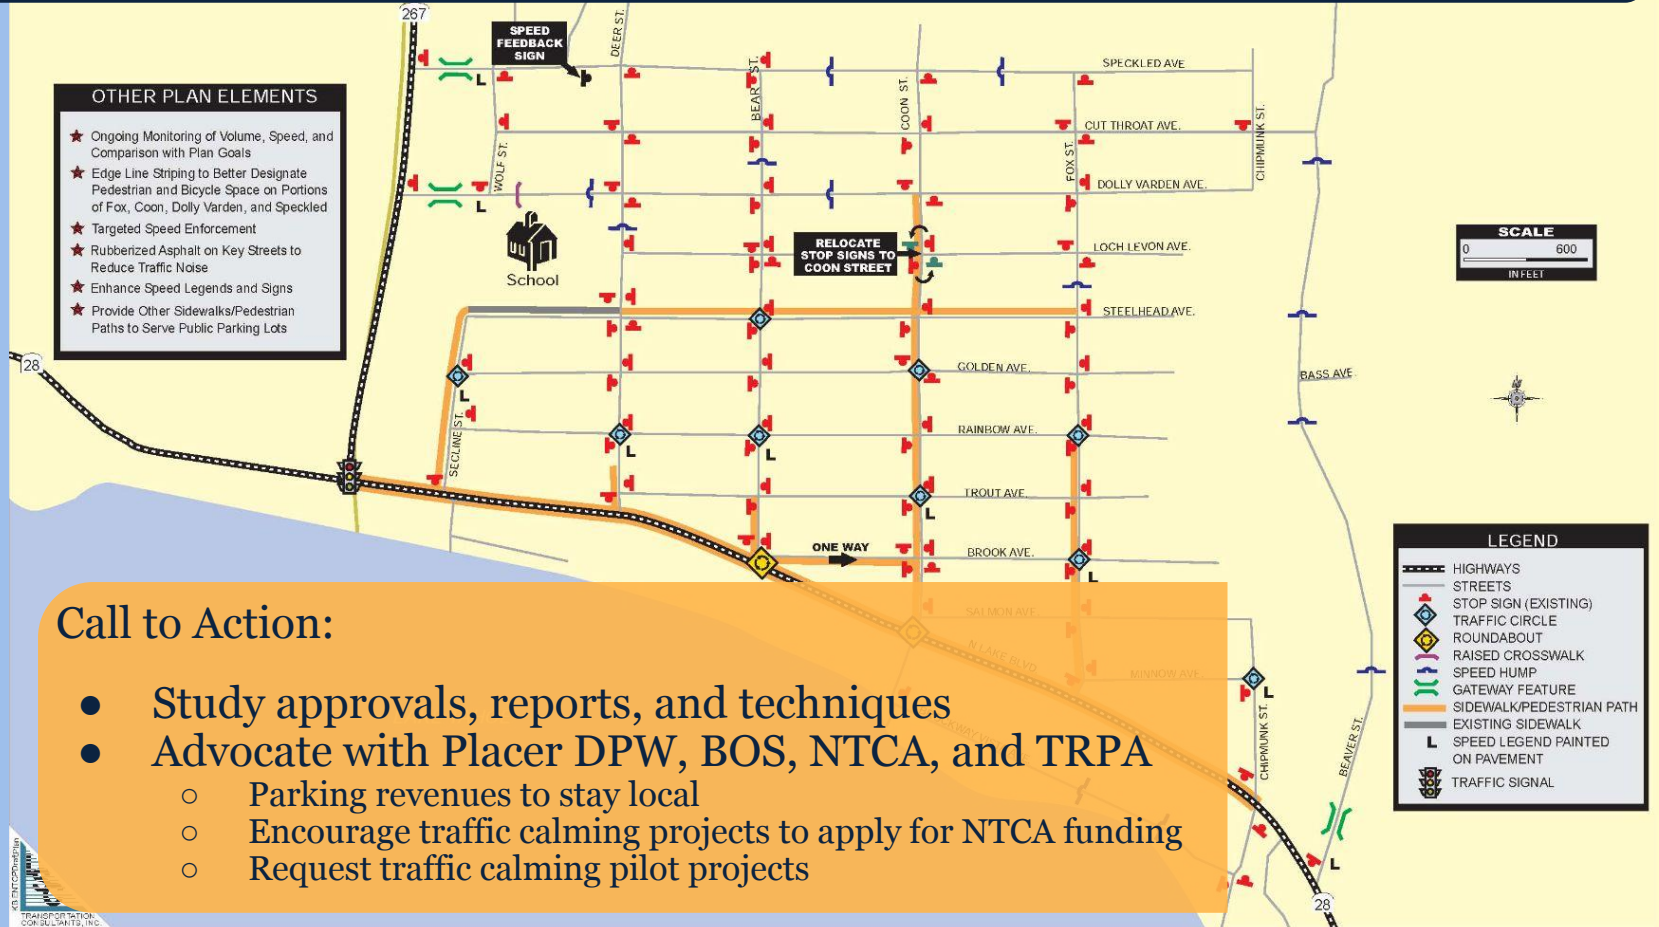 267
SPEED
FEEDBACK
SIGN
DEER ST.
BEAR ST.
COON ST.
SPECKLED AVE
OTHER PLAN ELEMENTS
Ongoing Monitoring of Volume, Speed, and
Comparison with Plan Goals
Edge Line Striping to Better Designate
Pedestrian and Bicycle Space on Portions
of Fox, Coon, Dolly Varden, and Speckled
Targeted Speed Enforcement
Rubberized Asphalt on Key Streets to
Reduce Traffic Noise
Enhance Speed Legends and Signs
Provide Other Sidewalks/Pedestrian
Paths to Serve Public Parking Lots
L
CUT THROAT AVE.
CHIPMUNK ST.
WOLF ST.
FOX ST.
DOLLY VARDEN AVE.
L
School
RELOCATE
STOP SIGNS TO
COON STREET
LOCH LEVON AVE.
SCALE
0 600
IN FEET
STEELHEAD AVE.
28
GOLDEN AVE.
BASS AVE
L
N
SECLINE ST.
RAINBOW AVE.
L
L
TROUT AVE.
L
ONE WAY
BROOK AVE.
L
SALMON AVE.
N LAKE BLVD
MINNOW AVE.
L
CHIPMUNK ST.
BEAVER ST.
L
28
LEGEND
HIGHWAYS
STREETS
STOP SIGN (EXISTING)
TRAFFIC CIRCLE
ROUNDABOUT
RAISED CROSSWALK
SPEED HUMP
GATEWAY FEATURE
SIDEWALK/PEDESTRIAN PATH
EXISTING SIDEWALK
L SPEED LEGEND PAINTED
ON PAVEMENT
TRAFFIC SIGNAL
Call to Action:
● Study approvals, reports, and techniques
● Advocate with Placer DPW, BOS, NTCA, and TRPA
○ Parking revenues to stay local
○ Encourage traffic calming projects to apply for NTCA funding
○ Request traffic calming pilot projects
TRANSPORTATION
CONSULTANTS, INC.